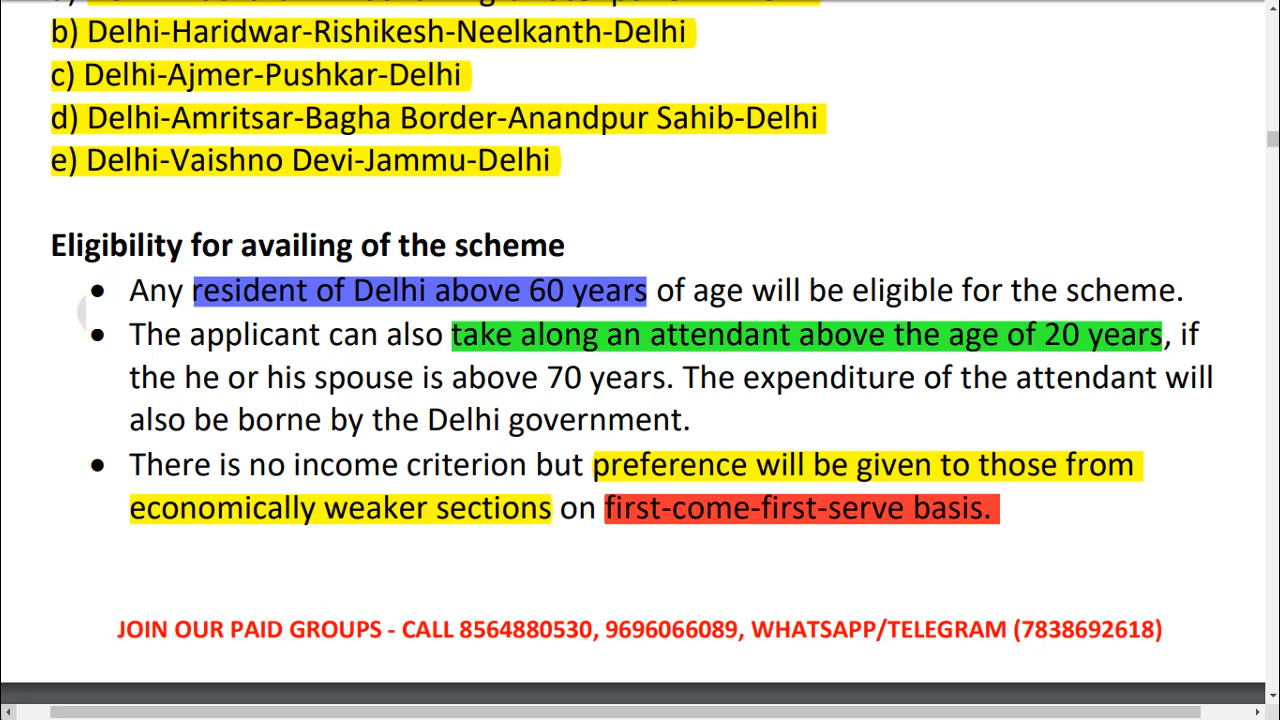 b) Delhi-Haridwar-Rishikesh-Neelkanth-Delhi
c) Delhi-Ajmer-Pushkar-Delhi
d) Delhi-Amritsar-Bagha Border-Anandpur Sahib-Delhi
e) Delhi-Vaishno Devi-Jammu-Delhi
Eligibility for availing of the scheme
• Any resident of Delhi above 60 years of age will be eligible for the scheme.
• The applicant can also take along an attendant above the age of 20 years, if
the he or his spouse is above 70 years. The expenditure of the attendant will
also be borne by the Delhi government.
• There is no income criterion but preference will be given to those from
economically weaker sections on first-come-first-serve basis.
JOIN OUR PAID GROUPS - CALL 8564880530, 9696066089, WHATSAPP/TELEGRAM (7838692618)